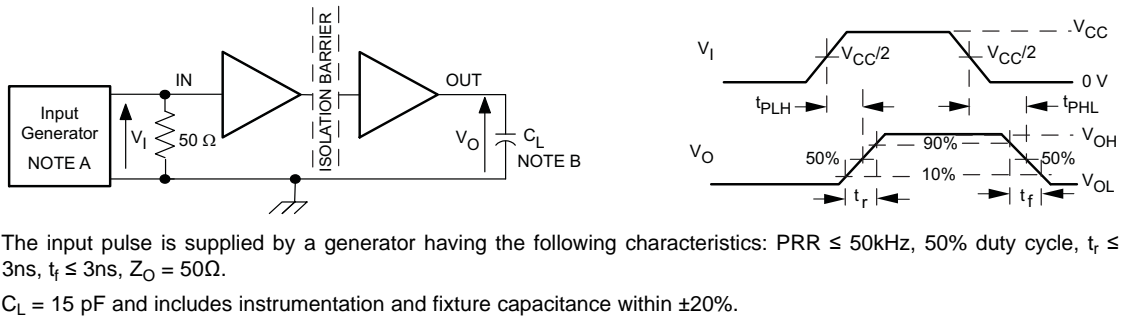 Input
Generator
NOTE A
V_I
50 Ω
IN
ISOLATION BARRIER
OUT
V_O
C_L
NOTE B
V_I
V_CC/2
V_CC/2
V_CC
0 V
t_PLH
t_PHL
V_O
50%
90%
10%
50%
V_OH
V_OL
t_r
t_f
The input pulse is supplied by a generator having the following characteristics: PRR ≤ 50kHz, 50% duty cycle, t_r ≤
3ns, t_f ≤ 3ns, Z_O = 50Ω.
C_L = 15 pF and includes instrumentation and fixture capacitance within ±20%.